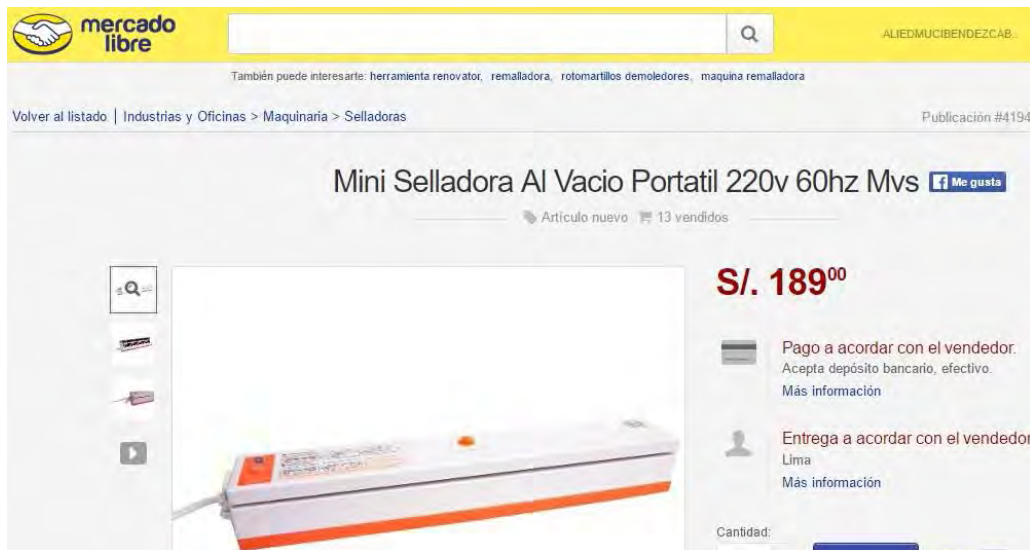 mercado
libre
ALIEDMUCIBENDEZCAB..
También puede interesarte: herramienta renovator, remalladora, rotomartillos demoledores, maquina remalladora
Volver al listado | Industrias y Oficinas > Maquinaria > Selladoras
Publicación #4194
Mini Selladora Al Vacio Portatil 220v 60hz Mvs
Me gusta
Artículo nuevo 13 vendidos
S/. 189⁰⁰
Pago a acordar con el vendedor.
Acepta depósito bancario, efectivo.
Más información
Entrega a acordar con el vendedor
Lima
Más información
Cantidad: